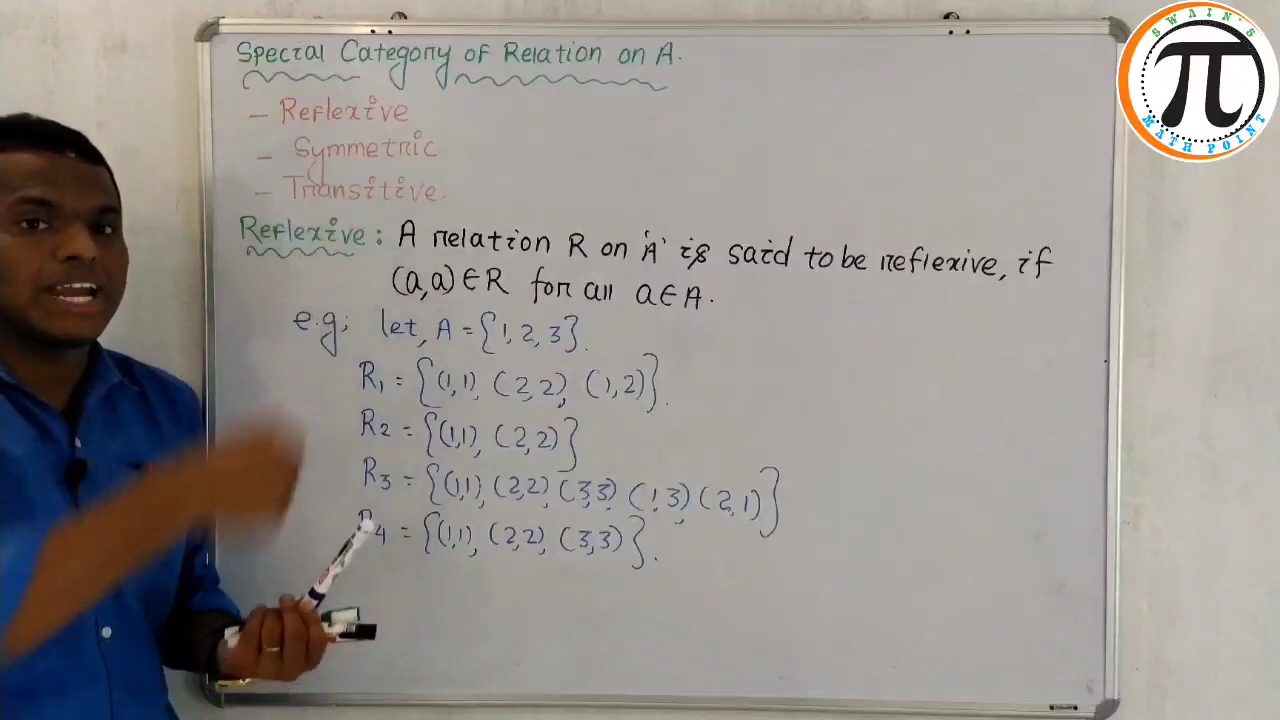 Special Category of Relation on A.
- Reflexive
- Symmetric
- Transitive.
Reflexive : A relation R on 'A' is said to be reflexive, if
(a,a) ∈ R for all a ∈ A.
e.g; let, A = {1, 2, 3}.
R1 = {(1,1), (2,2), (1,2)}.
R2 = {(1,1), (2,2)}
R3 = {(1,1), (2,2), (3,3), (1,3), (2,1)}
R4 = {(1,1), (2,2), (3,3)}.
SWAIN'S
π
MATH POINT